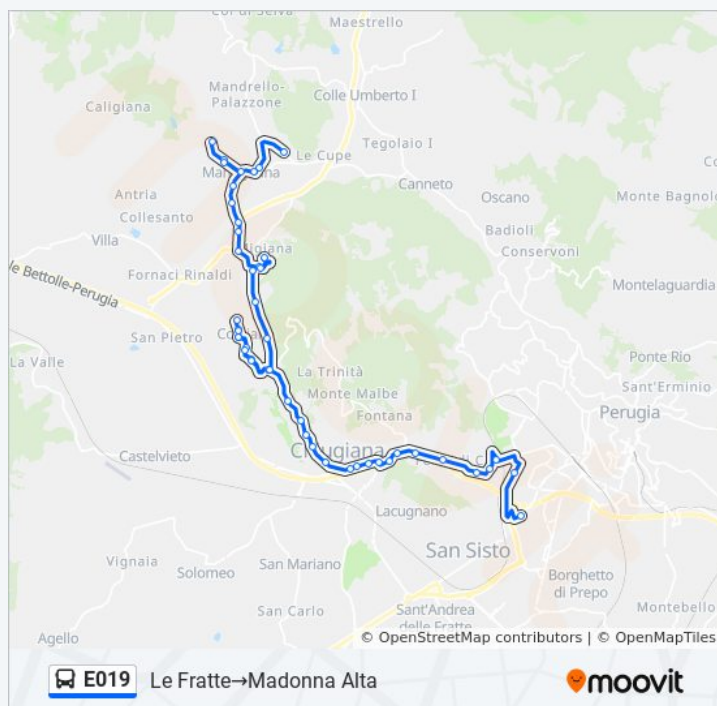 Col di Selva
Maestrello
Mandrello-
Palazzone
Colle Umberto I
Caligiana
Tegolaio I
Le Cupe
Canneto
Antria
Oscano
Monte Bagnolo
Collesanto
Badioli
Villa
Conservoni
le Bettolle-Perugia
Fornaci Rinaldi
Montelaguardia
San Pietro
La Valle
La Trinità
Ponte Rio
Monte Malbe
Sant'Erminio
Fontana
Perugia
Castelvieto
Lacugnano
Vignaia
San Mariano
San Sisto
Solomeo
Borghetto
di Prepo
San Carlo
Sant'Andrea
delle Fratte
Montebello
Agello
© OpenStreetMap contributors | © OpenMapTiles
E019 Le Fratte→Madonna Alta
moovit